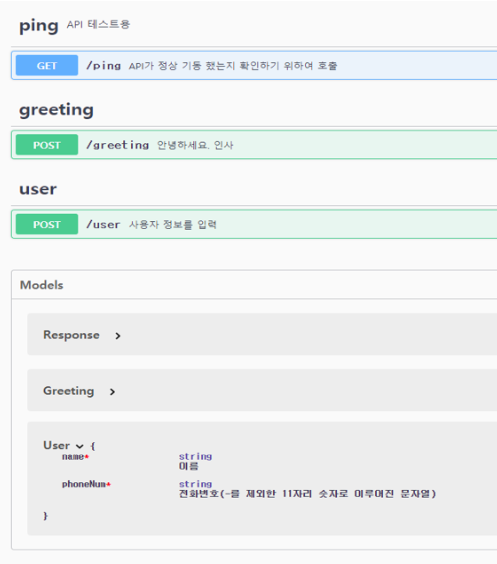 ping API 테스트용
GET /ping API가 정상 기동 했는지 확인하기 위하여 호출
greeting
POST /greeting 안녕하세요. 인사
user
POST /user 사용자 정보를 입력
Models
Response >
Greeting >
User {
name* string
이름
phoneNum* string
전화번호(-를 제외한 11자리 숫자로 이루어진 문자열)
}